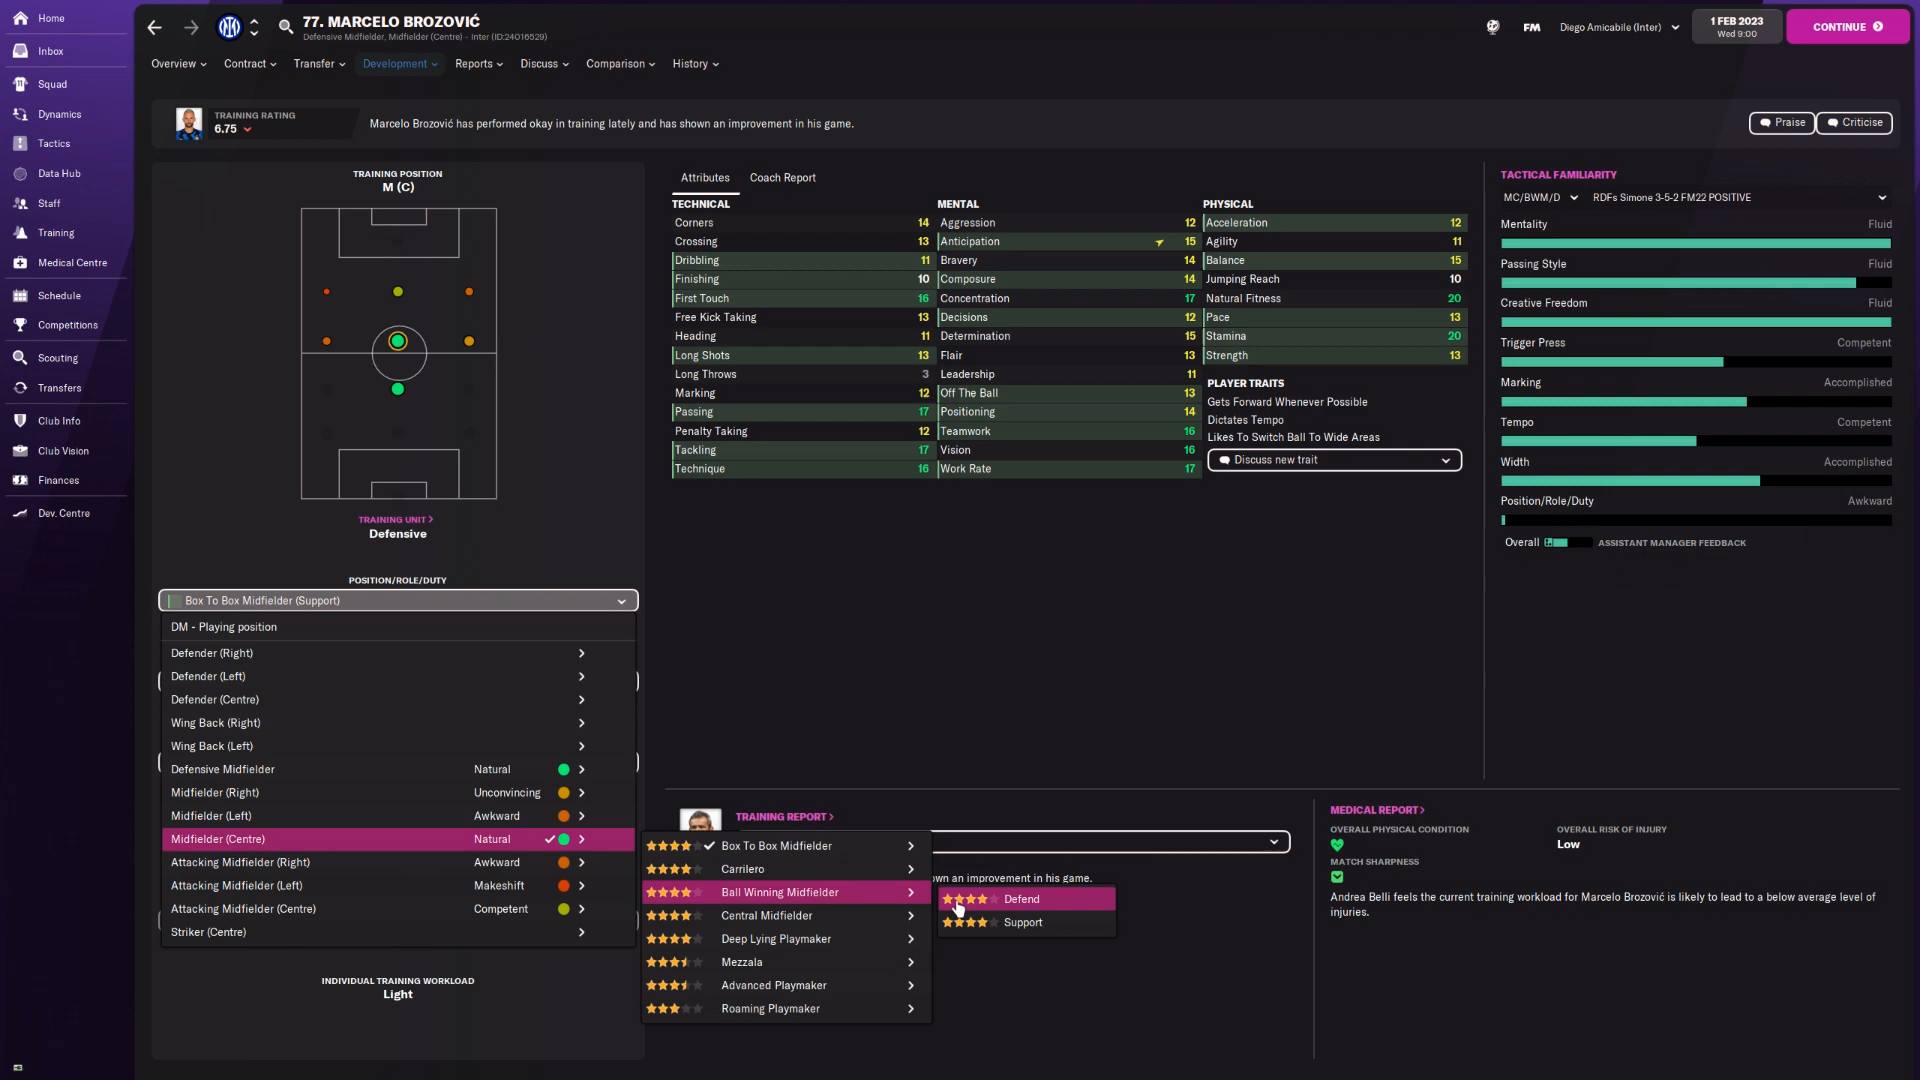 Home
Inbox
Squad
Dynamics
Tactics
Data Hub
Staff
Training
Medical Centre
Schedule
Competitions
Scouting
Transfers
Club Info
Club Vision
Finances
Dev. Centre
77. MARCELO BROZOVIĆ
Defensive Midfielder, Midfielder (Centre) - Inter (ID:24016529)
FM
Diego Amicabile (Inter)
1 FEB 2023
Wed 9:00
CONTINUE
Overview
Contract
Transfer
Development
Reports
Discuss
Comparison
History
TRAINING RATING
6.75
Marcelo Brozović has performed okay in training lately and has shown an improvement in his game.
Praise
Criticise
TRAINING POSITION
M (C)
TRAINING UNIT>
Defensive
POSITION/ROLE/DUTY
Box To Box Midfielder (Support)
DM - Playing position
Defender (Right)
Defender (Left)
Defender (Centre)
Wing Back (Right)
Wing Back (Left)
Defensive Midfielder Natural
Midfielder (Right) Unconvincing
Midfielder (Left) Awkward
Midfielder (Centre) Natural
Attacking Midfielder (Right) Awkward
Attacking Midfielder (Left) Makeshift
Attacking Midfielder (Centre) Competent
Striker (Centre)
INDIVIDUAL TRAINING WORKLOAD
Light
Attributes
Coach Report
TECHNICAL
Corners 14
Crossing 13
Dribbling 11
Finishing 10
First Touch 16
Free Kick Taking 13
Heading 11
Long Shots 13
Long Throws 3
Marking 12
Passing 17
Penalty Taking 12
Tackling 17
Technique 16
MENTAL
Aggression 12
Anticipation 15
Bravery 14
Composure 14
Concentration 17
Decisions 12
Determination 15
Flair 13
Leadership 11
Off The Ball 13
Positioning 14
Teamwork 16
Vision 16
Work Rate 17
PHYSICAL
Acceleration 12
Agility 11
Balance 15
Jumping Reach 10
Natural Fitness 20
Pace 13
Stamina 20
Strength 13
PLAYER TRAITS
Gets Forward Whenever Possible
Dictates Tempo
Likes To Switch Ball To Wide Areas
Discuss new trait
TACTICAL FAMILIARITY
MC/BWM/D
RDFs Simone 3-5-2 FM22 POSITIVE
Mentality Fluid
Passing Style Fluid
Creative Freedom Fluid
Trigger Press Competent
Marking Accomplished
Tempo Competent
Width Accomplished
Position/Role/Duty Awkward
Overall
ASSISTANT MANAGER FEEDBACK
TRAINING REPORT>
own an improvement in his game.
Box To Box Midfielder
Carrilero
Ball Winning Midfielder
Central Midfielder
Deep Lying Playmaker
Mezzala
Advanced Playmaker
Roaming Playmaker
Defend
Support
MEDICAL REPORT>
OVERALL PHYSICAL CONDITION
OVERALL RISK OF INJURY
Low
MATCH SHARPNESS
Andrea Belli feels the current training workload for Marcelo Brozović is likely to lead to a below average level of
injuries.